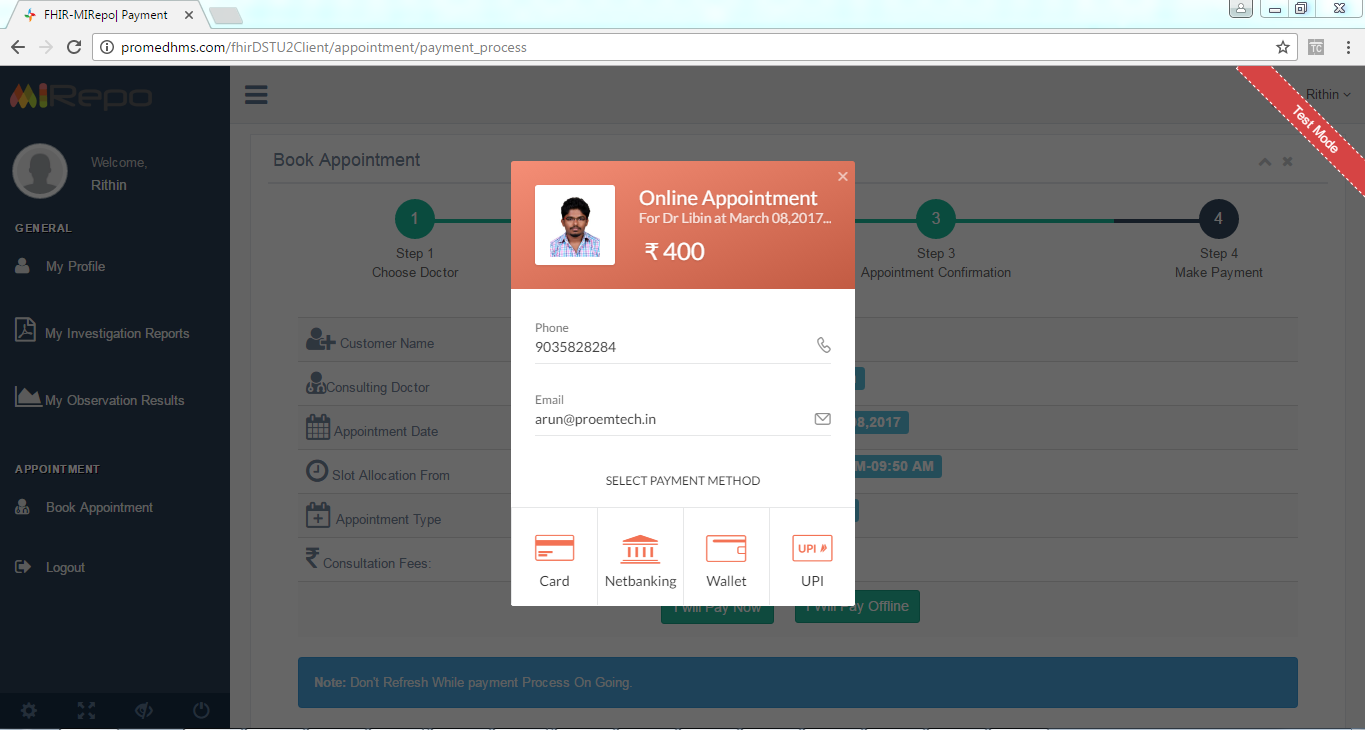 FHIR-MIRepo| Payment
promedhms.com/fhirDSTU2Client/appointment/payment_process
TC
MIRepo
Rithin
Test Mode
Welcome,
Rithin
GENERAL
My Profile
My Investigation Reports
My Observation Results
APPOINTMENT
Book Appointment
Logout
Book Appointment
1
Step 1
Choose Doctor
3
Step 3
Appointment Confirmation
4
Step 4
Make Payment
Customer Name
Consulting Doctor
Appointment Date
08,2017
Slot Allocation From
M-09:50 AM
Appointment Type
₹ Consultation Fees:
I Will Pay Now
I Will Pay Offline
Note: Don't Refresh While payment Process On Going.
Online Appointment
For Dr Libin at March 08,2017...
₹ 400
Phone
9035828284
Email
arun@proemtech.in
SELECT PAYMENT METHOD
Card
Netbanking
Wallet
UPI
UPI